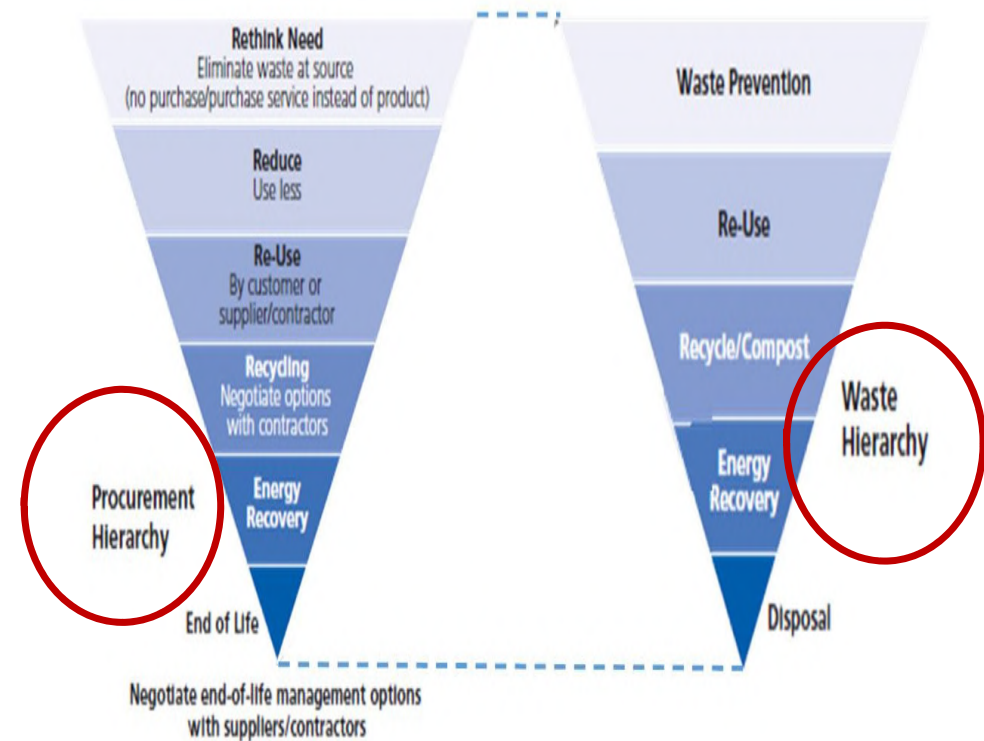 Rethink Need
Eliminate waste at source
(no purchase/purchase service instead of product)
Reduce
Use less
Re-Use
By customer or
supplier/contractor
Recycling
Negotiate options
with contractors
Energy
Recovery
Procurement
Hierarchy
End of Life
Negotiate end-of-life management options
with suppliers/contractors
Waste Prevention
Re-Use
Recycle/Compost
Energy
Recovery
Waste
Hierarchy
Disposal